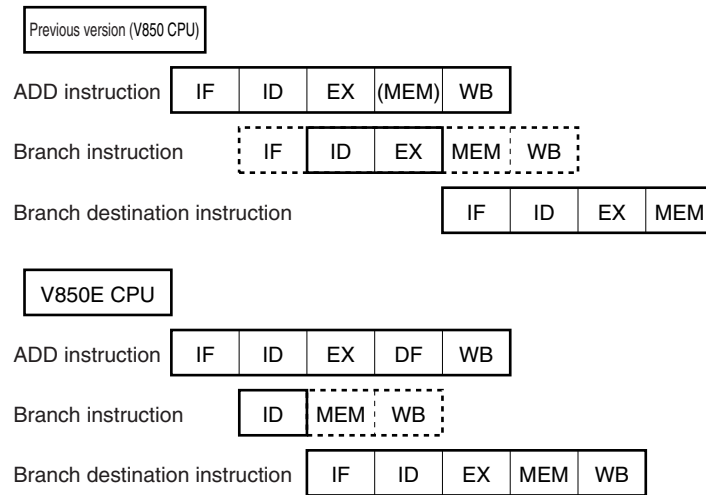 Previous version (V850 CPU)
ADD instruction IF ID EX (MEM) WB
Branch instruction IF ID EX MEM WB
Branch destination instruction IF ID EX MEM
V850E CPU
ADD instruction IF ID EX DF WB
Branch instruction ID MEM WB
Branch destination instruction IF ID EX MEM WB